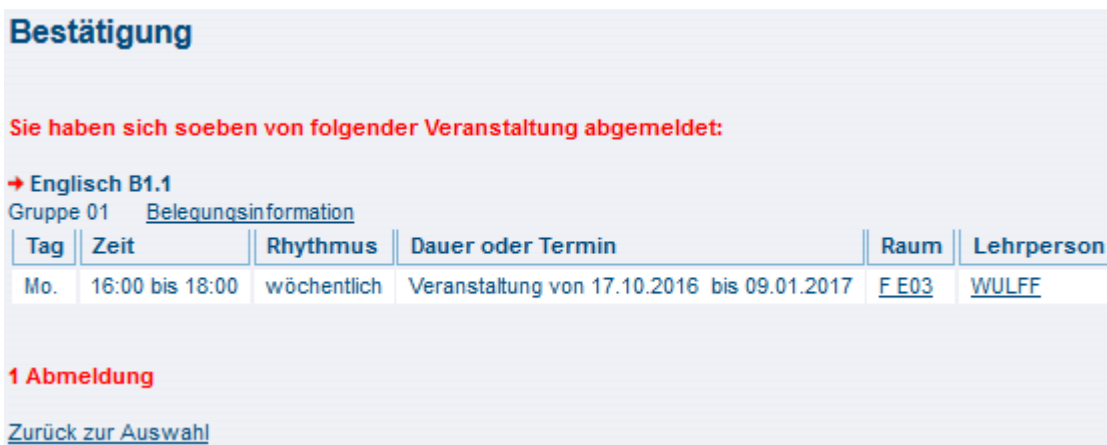 Bestätigung
Sie haben sich soeben von folgender Veranstaltung abgemeldet:
Englisch B1.1
Gruppe 01 Belegungsinformation
Tag Zeit Rhythmus Dauer oder Termin Raum Lehrperson
Mo. 16:00 bis 18:00 wöchentlich Veranstaltung von 17.10.2016 bis 09.01.2017 F E03 WULFF
1 Abmeldung
Zurück zur Auswahl